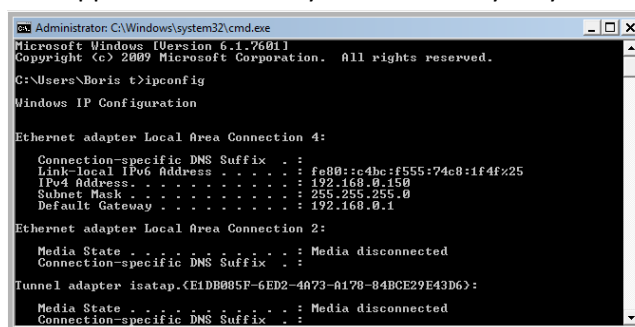 Administrator: C:\Windows\system32\cmd.exe
Microsoft Windows [Version 6.1.7601]
Copyright (c) 2009 Microsoft Corporation.  All rights reserved.
C:\Users\Boris t>ipconfig
Windows IP Configuration
Ethernet adapter Local Area Connection 4:
   Connection-specific DNS Suffix  . :
   Link-local IPv6 Address . . . . . : fe80::c4bc:f555:74c8:1f4f%25
   IPv4 Address. . . . . . . . . . . : 192.168.0.150
   Subnet Mask . . . . . . . . . . . : 255.255.255.0
   Default Gateway . . . . . . . . . : 192.168.0.1
Ethernet adapter Local Area Connection 2:
   Media State . . . . . . . . . . . : Media disconnected
   Connection-specific DNS Suffix  . :
Tunnel adapter isatap.{E1DB085F-6ED2-4A73-A178-84BCE29E43D6}:
   Media State . . . . . . . . . . . : Media disconnected
   Connection-specific DNS Suffix  . :